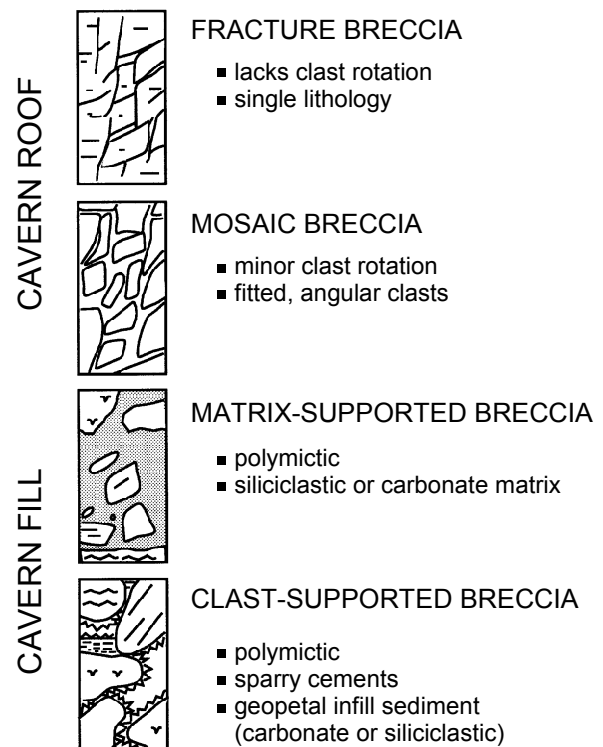 CAVERN ROOF
FRACTURE BRECCIA
▪ lacks clast rotation
▪ single lithology
MOSAIC BRECCIA
▪ minor clast rotation
▪ fitted, angular clasts
CAVERN FILL
MATRIX-SUPPORTED BRECCIA
▪ polymictic
▪ siliciclastic or carbonate matrix
CLAST-SUPPORTED BRECCIA
▪ polymictic
▪ sparry cements
▪ geopetal infill sediment
(carbonate or siliciclastic)